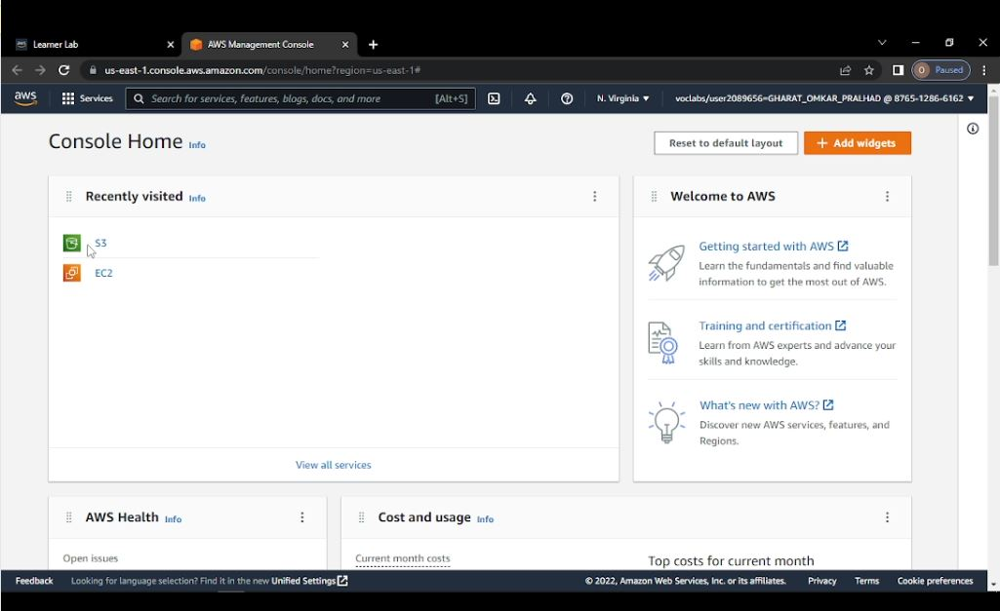 Learner Lab
AWS Management Console
us-east-1.console.aws.amazon.com/console/home?region=us-east-1#
O Paused
aws
Services
Search for services, features, blogs, docs, and more [Alt+S]
N. Virginia
voclabs/user2089656=GHARAT_OMKAR_PRALHAD @ 8765-1286-6162
Console Home Info
Reset to default layout
Add widgets
Recently visited Info
S3
EC2
View all services
Welcome to AWS
Getting started with AWS
Learn the fundamentals and find valuable
information to get the most out of AWS.
Training and certification
Learn from AWS experts and advance your
skills and knowledge.
What's new with AWS?
Discover new AWS services, features, and
Regions.
AWS Health Info
Open issues
Cost and usage Info
Current month costs
Top costs for current month
Feedback
Looking for language selection? Find it in the new Unified Settings
© 2022, Amazon Web Services, Inc. or its affiliates.
Privacy
Terms
Cookie preferences